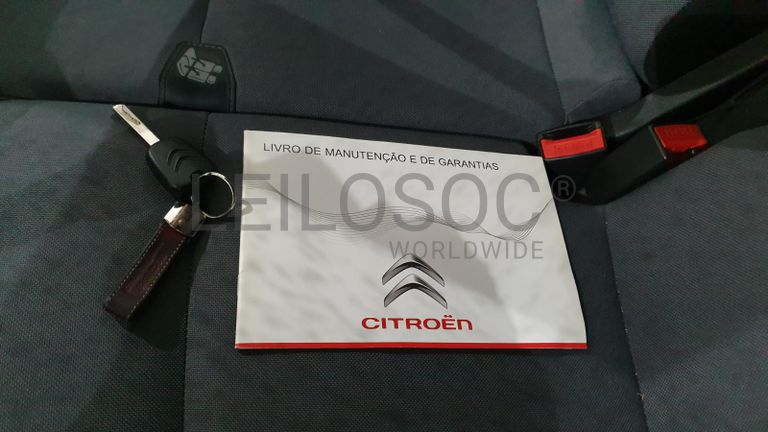 LIVRO DE MANUTENÇÃO E DE GARANTIAS
LEILOSOC®
WORLDWIDE
CITROËN